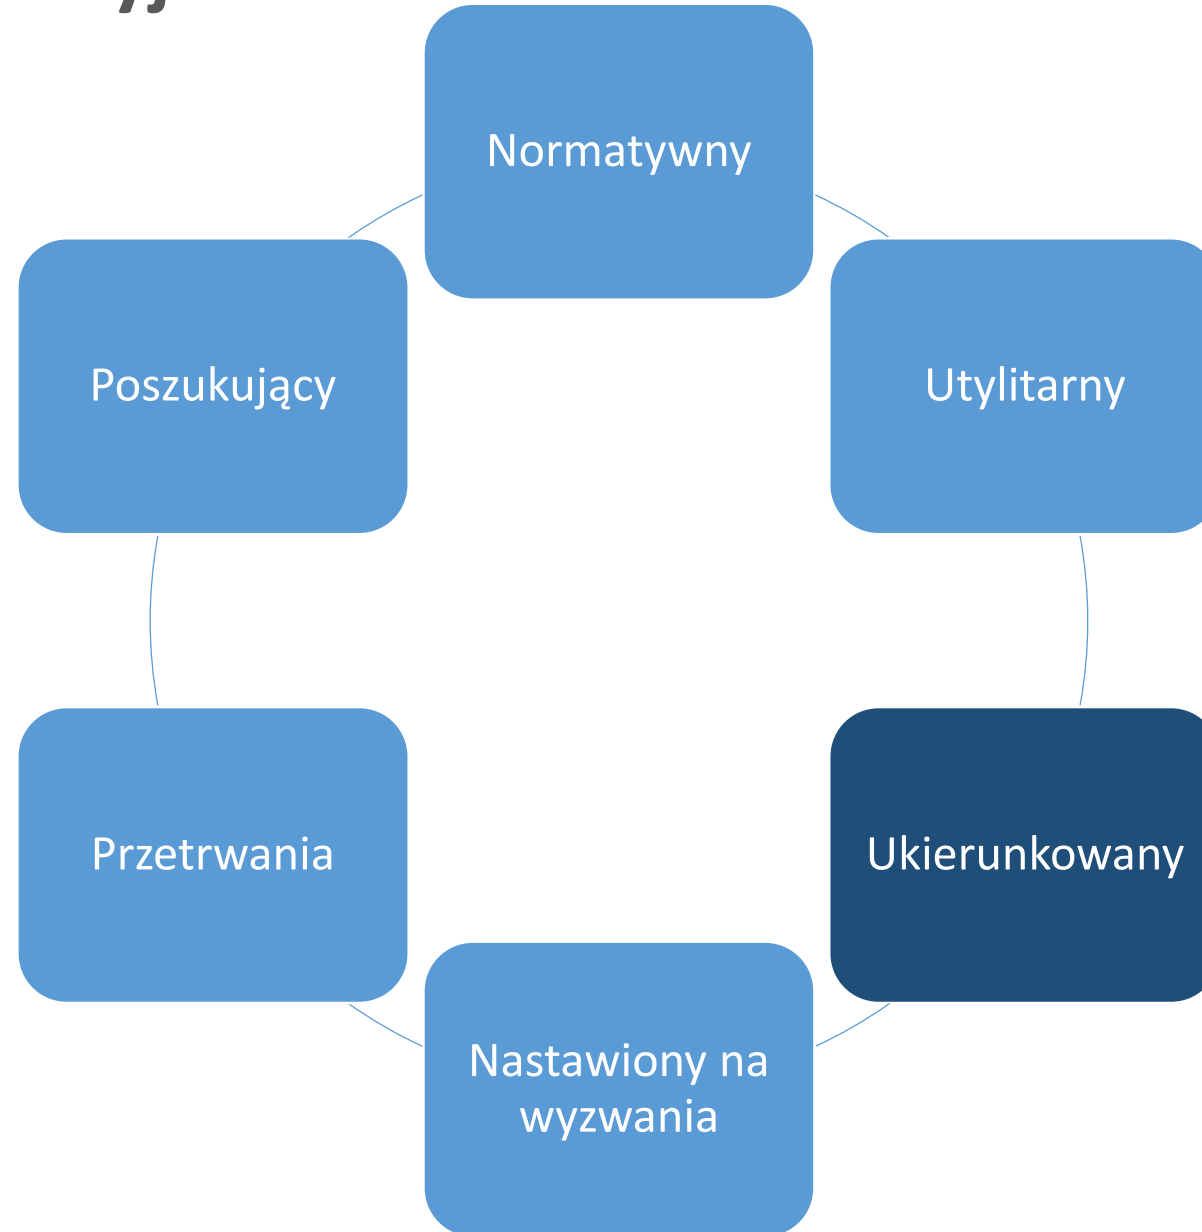 Normatywny
Utylitarny
Poszukujący
Ukierunkowany
Przetrwania
Nastawiony na
wyzwania